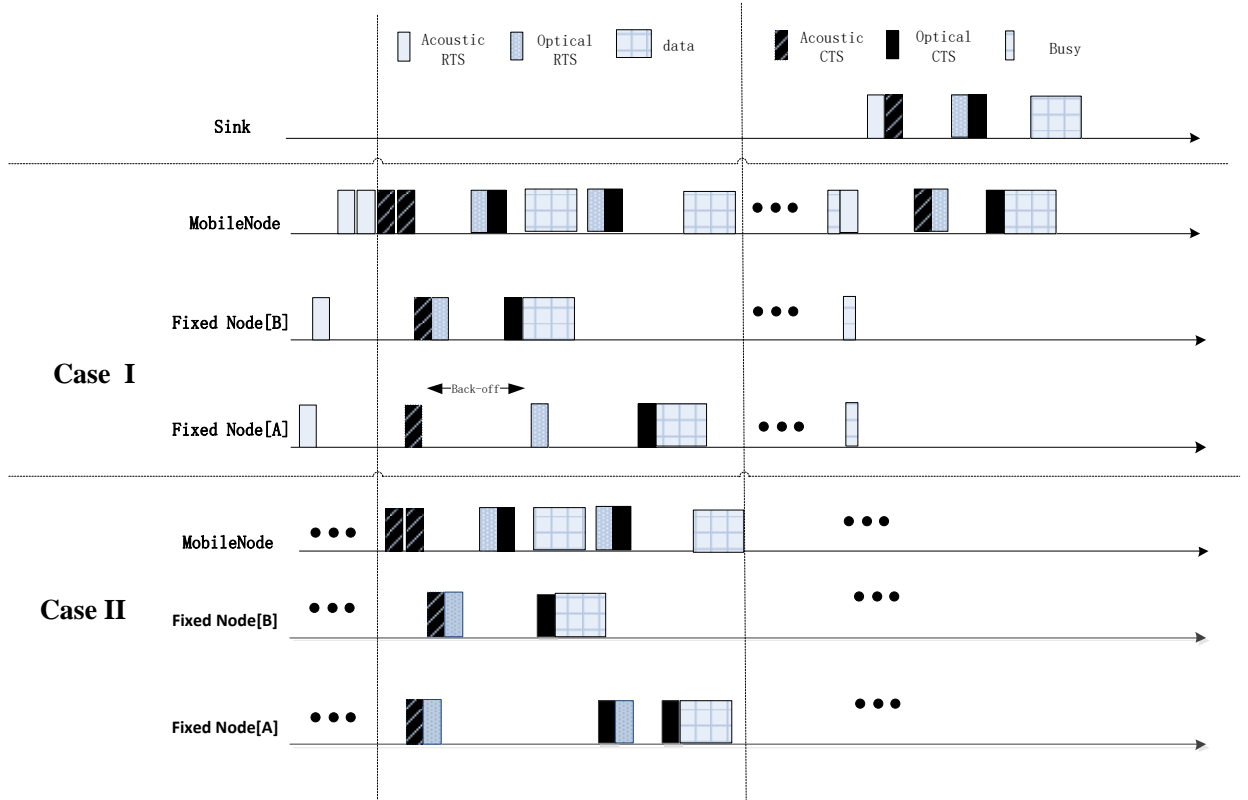 Acoustic
RTS
Optical
RTS
data
Acoustic
CTS
Optical
CTS
Busy
Sink
MobileNode
Fixed Node[B]
Case I
Back-off
Fixed Node[A]
MobileNode
Case II
Fixed Node[B]
Fixed Node[A]